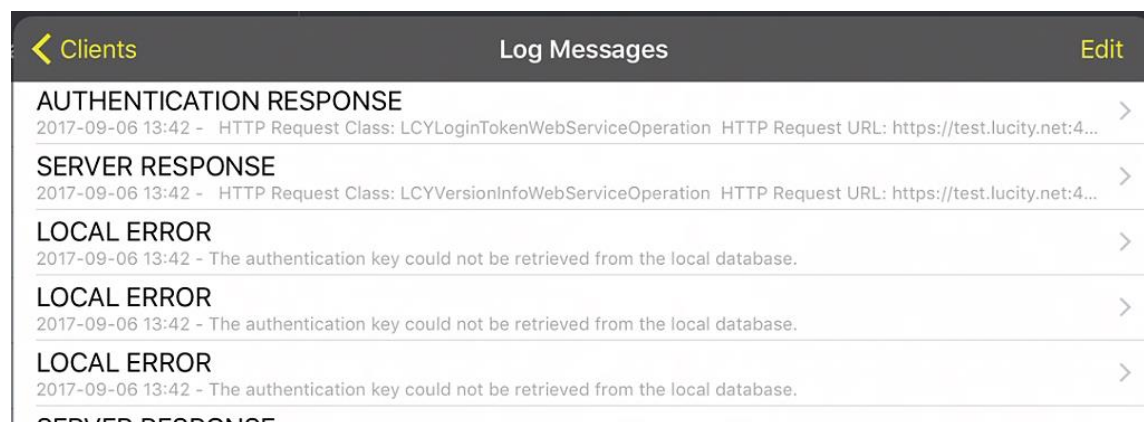 Clients
Log Messages
Edit
AUTHENTICATION RESPONSE
2017-09-06 13:42 - HTTP Request Class: LCYLoginTokenWebServiceOperation HTTP Request URL: https://test.lucity.net:4...
SERVER RESPONSE
2017-09-06 13:42 - HTTP Request Class: LCYVersionInfoWebServiceOperation HTTP Request URL: https://test.lucity.net:4...
LOCAL ERROR
2017-09-06 13:42 - The authentication key could not be retrieved from the local database.
LOCAL ERROR
2017-09-06 13:42 - The authentication key could not be retrieved from the local database.
LOCAL ERROR
2017-09-06 13:42 - The authentication key could not be retrieved from the local database.
SERVER RESPONSE